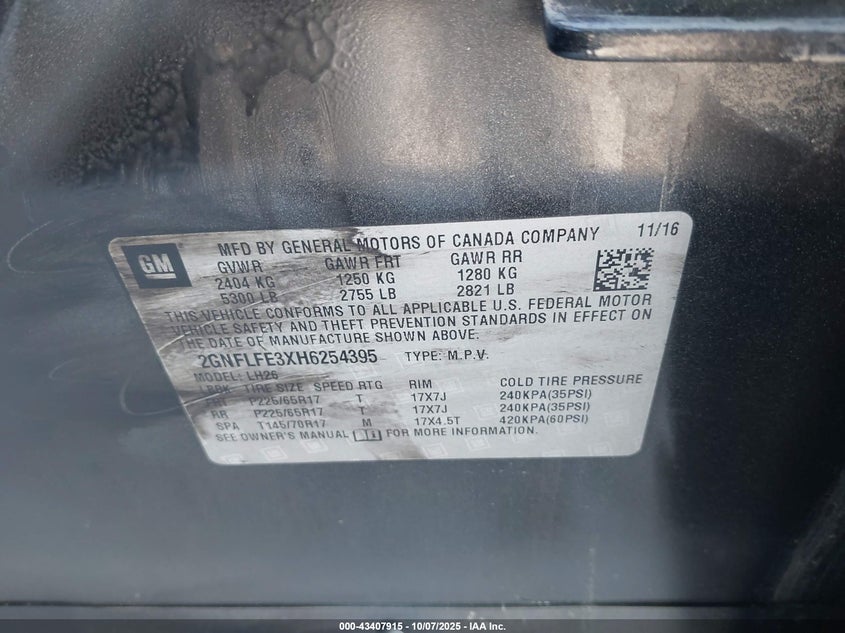 GM
MFD BY GENERAL MOTORS OF CANADA COMPANY 11/16
GVWR GAWR FRT GAWR RR
2404 KG 1250 KG 1280 KG
5300 LB 2755 LB 2821 LB
THIS VEHICLE CONFORMS TO ALL APPLICABLE U.S. FEDERAL MOTOR
VEHICLE SAFETY AND THEFT PREVENTION STANDARDS IN EFFECT ON
THE DATE OF MANUFACTURE SHOWN ABOVE.
2GNFLFE3XH6254395 TYPE: M.P.V.
MODEL: LH26
TIRE SIZE SPEED RTG RIM COLD TIRE PRESSURE
FRT P225/65R17 T 17X7J 240KPA(35PSI)
RR P225/65R17 T 17X7J 240KPA(35PSI)
SPA T145/70R17 M 17X4.5T 420KPA(60PSI)
SEE OWNER'S MANUAL FOR MORE INFORMATION.
000-43407915 - 10/07/2025 - IAA Inc.